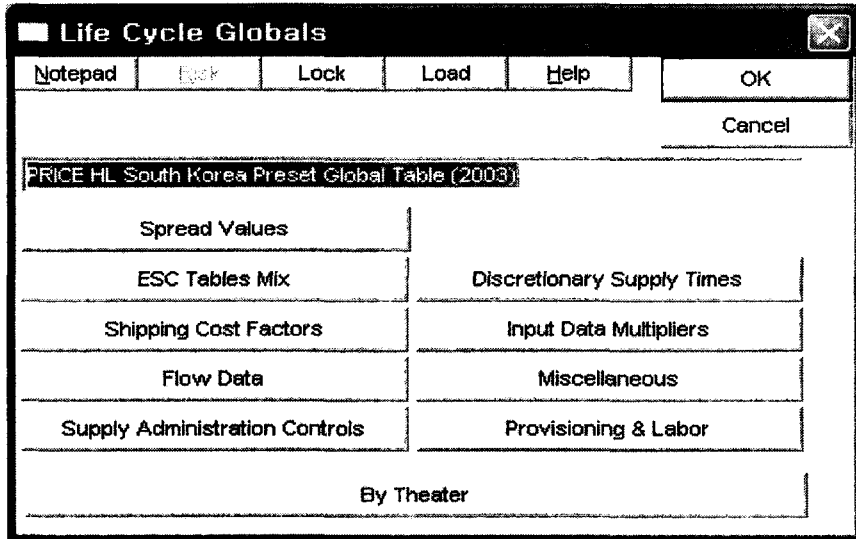 Life Cycle Globals
Notepad Lock Load Help OK
Cancel
PRICE HL South Korea Preset Global Table (2003)
Spread Values
ESC Tables Mix Discretionary Supply Times
Shipping Cost Factors Input Data Multipliers
Flow Data Miscellaneous
Supply Administration Controls Provisioning & Labor
By Theater